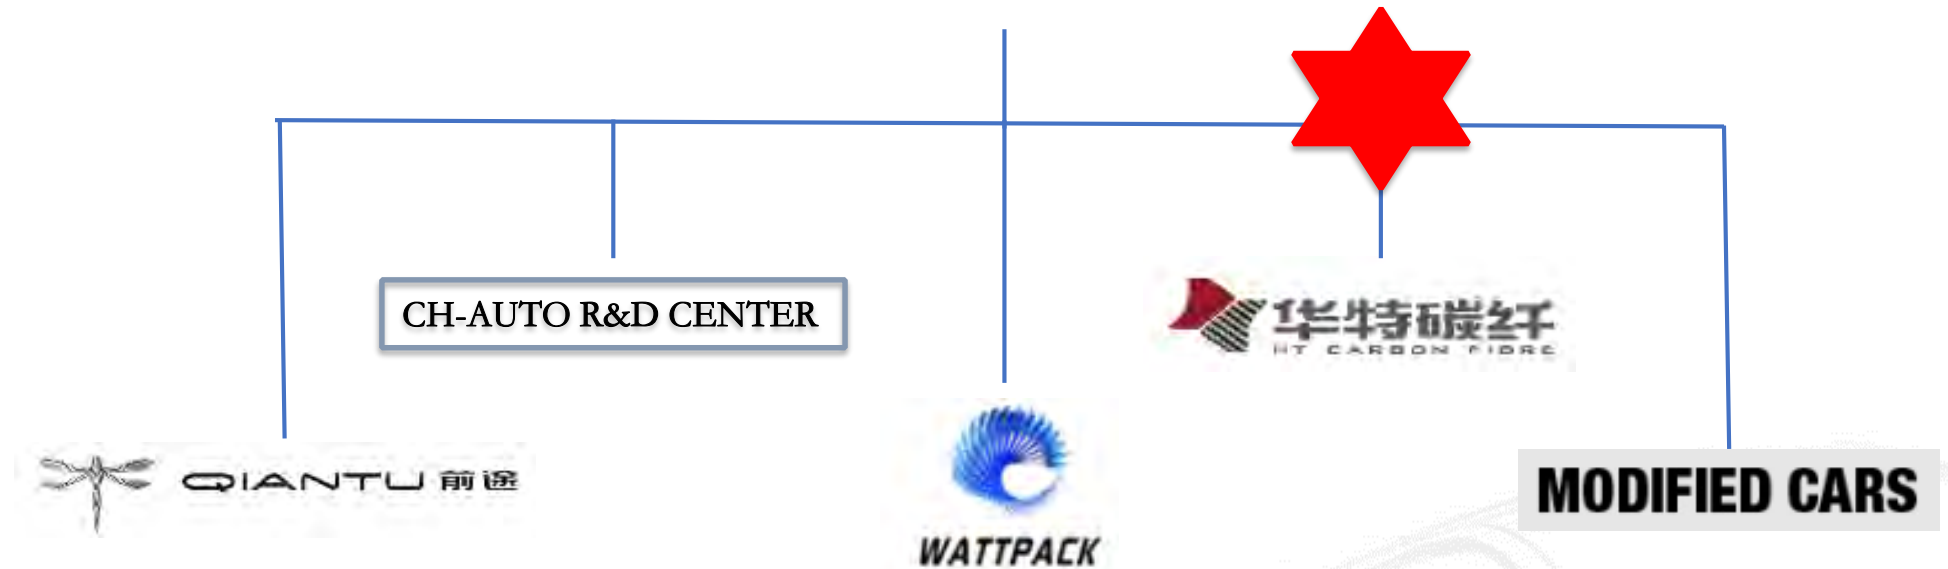 CH-AUTO R&D CENTER
华特碳纤
HT CARBON FIBRE
QIANTU 前途
WATTPACK
MODIFIED CARS